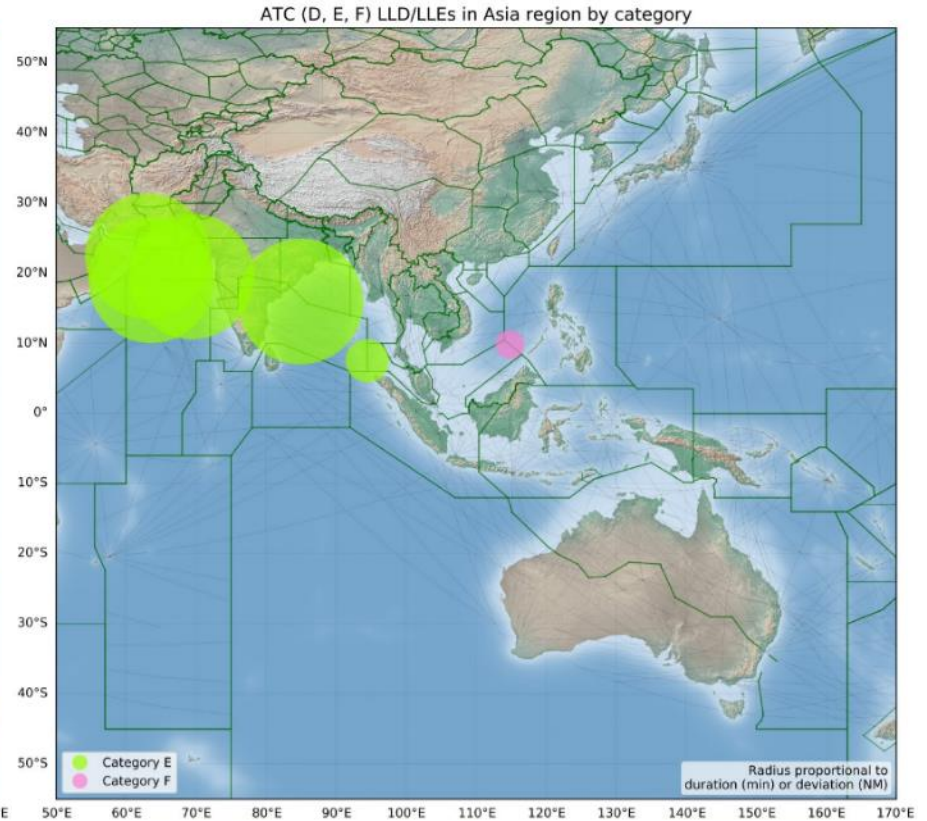 ATC (D, E, F) LLD/LLEs in Asia region by category
50°N
40°N
30°N
20°N
10°N
0°
10°S
20°S
30°S
40°S
50°S
Category E
Category F
Radius proportional to
duration (min) or deviation (NM)
E 50°E 60°E 70°E 80°E 90°E 100°E 110°E 120°E 130°E 140°E 150°E 160°E 170°E